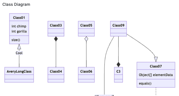 Class Diagram
Class01
int chimp
int gorilla
size()
Cool
AveryLongClass
Class03
Class04
Class05
Class06
Class09
C2
C3
Class07
Object[] elementData
equals()